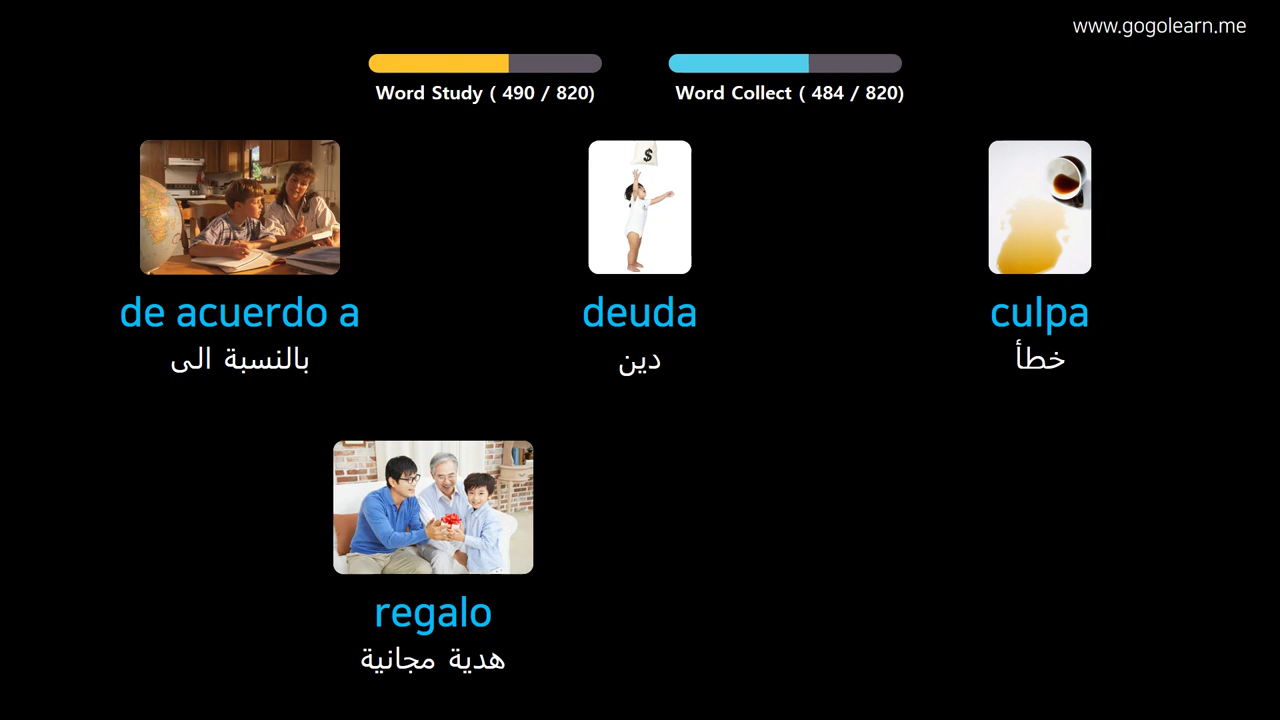 www.gogolearn.me
Word Study ( 490 / 820)
Word Collect ( 484 / 820)
$
de acuerdo a
بالنسبة الى
deuda
دين
culpa
خطأ
regalo
هدية مجانية